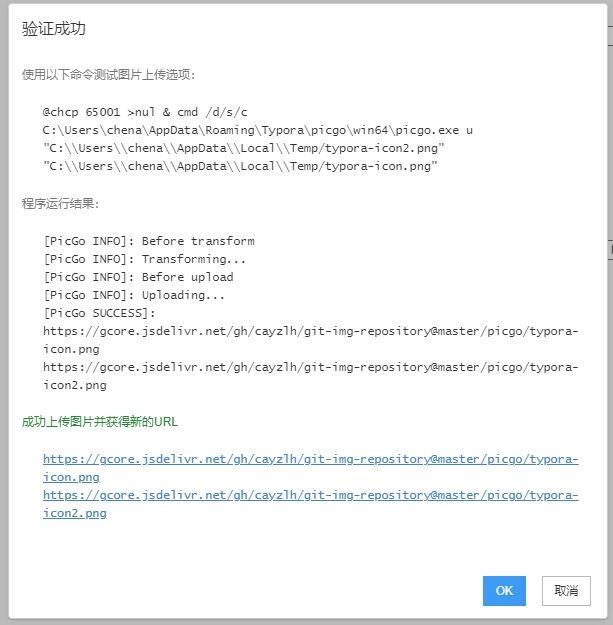 验证成功
使用以下命令测试图片上传选项:
@chcp 65001 >nul & cmd /d/s/c
C:\Users\chena\AppData\Roaming\Typora\picgo\win64\picgo.exe u
"C:\\Users\\chena\\AppData\\Local\\Temp/typora-icon2.png"
"C:\\Users\\chena\\AppData\\Local\\Temp/typora-icon.png"
程序运行结果:
[PicGo INFO]: Before transform
[PicGo INFO]: Transforming...
[PicGo INFO]: Before upload
[PicGo INFO]: Uploading...
[PicGo SUCCESS]:
https://gcore.jsdelivr.net/gh/cayzlh/git-img-repository@master/picgo/typora-
icon.png
https://gcore.jsdelivr.net/gh/cayzlh/git-img-repository@master/picgo/typora-
icon2.png
成功上传图片并获得新的URL
https://gcore.jsdelivr.net/gh/cayzlh/git-img-repository@master/picgo/typora-
icon.png
https://gcore.jsdelivr.net/gh/cayzlh/git-img-repository@master/picgo/typora-
icon2.png
OK 取消